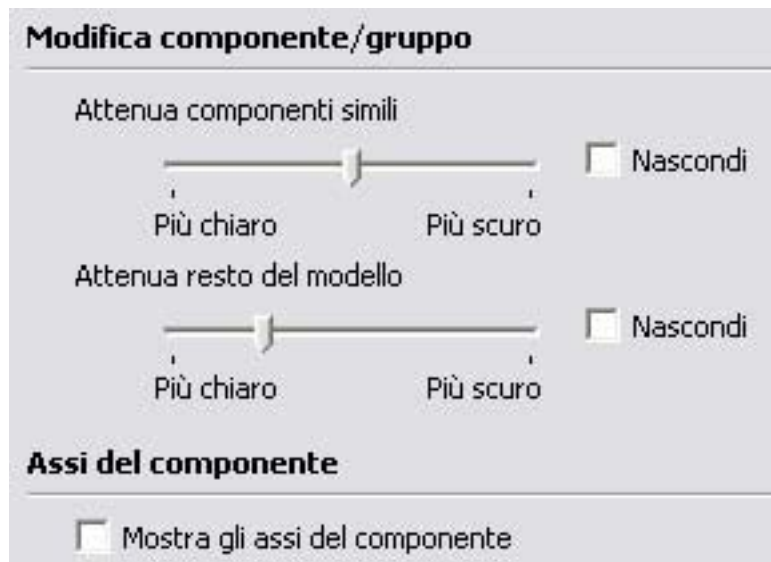 Modifica componente/gruppo
Attenua componenti simili
Nascondi
Più chiaro Più scuro
Attenua resto del modello
Nascondi
Più chiaro Più scuro
Assi del componente
Mostra gli assi del componente